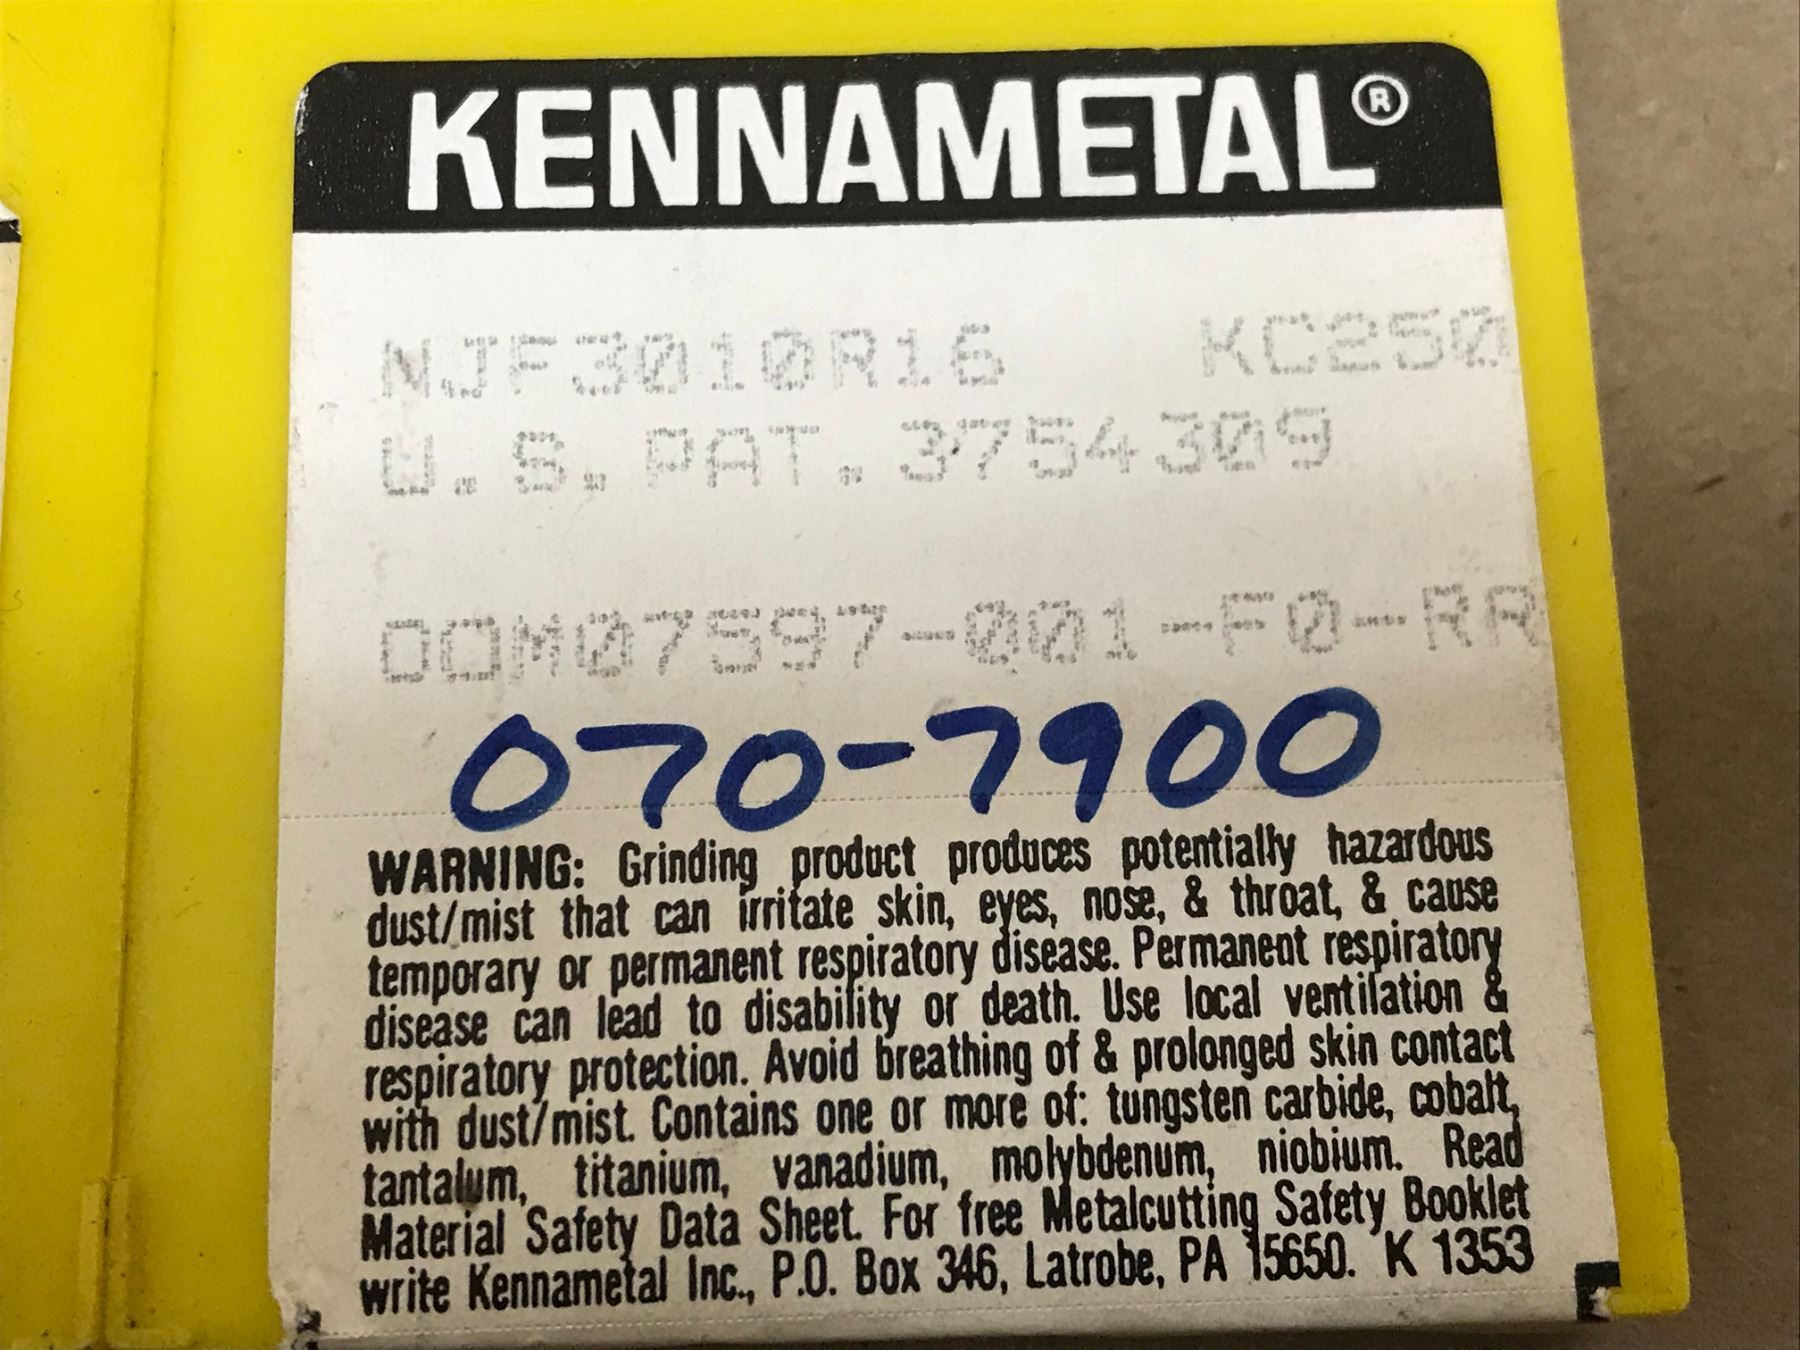 KENNAMETAL®
NJF3010R16 KC250
U.S.PAT.3754309
OOM07597-001-F0-RR
070-7900
WARNING: Grinding product produces potentially hazardous
dust/mist that can irritate skin, eyes, nose, & throat, & cause
temporary or permanent respiratory disease. Permanent respiratory
disease can lead to disability or death. Use local ventilation &
respiratory protection. Avoid breathing of & prolonged skin contact
with dust/mist. Contains one or more of: tungsten carbide, cobalt,
tantalum, titanium, vanadium, molybdenum, niobium. Read
Material Safety Data Sheet. For free Metalcutting Safety Booklet
write Kennametal Inc., P.O. Box 346, Latrobe, PA 15650. K 1353